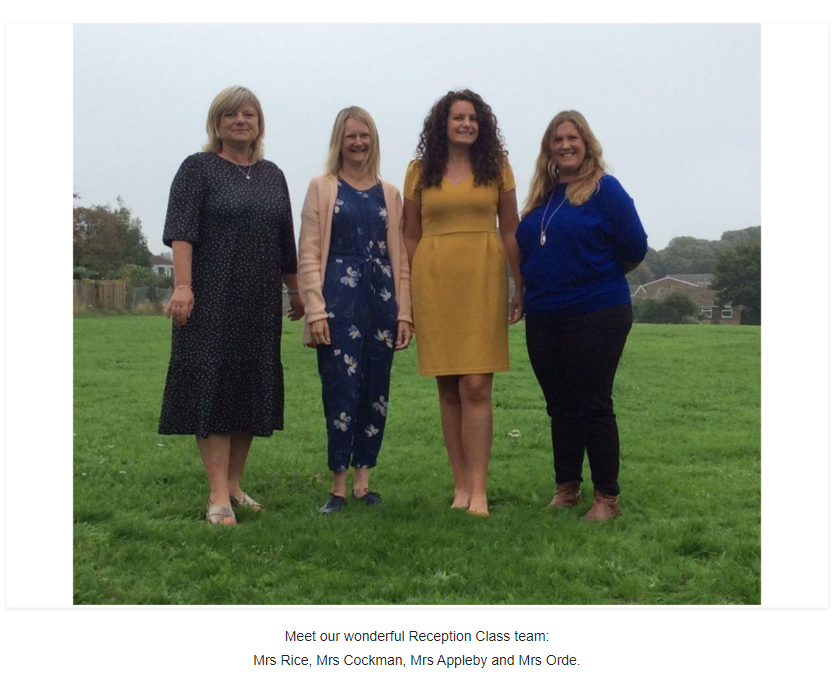 Meet our wonderful Reception Class team:
Mrs Rice, Mrs Cockman, Mrs Appleby and Mrs Orde.